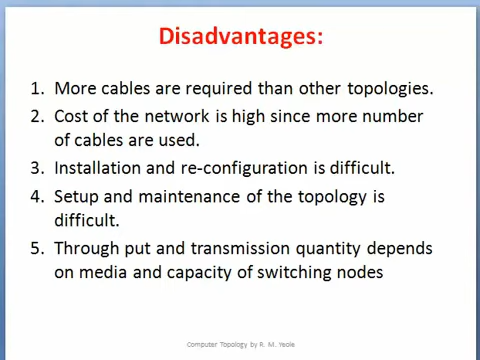 Disadvantages:
1. More cables are required than other topologies.
2. Cost of the network is high since more number
of cables are used.
3. Installation and re-configuration is difficult.
4. Setup and maintenance of the topology is
difficult.
5. Through put and transmission quantity depends
on media and capacity of switching nodes
Computer Topology by R. M. Yeole